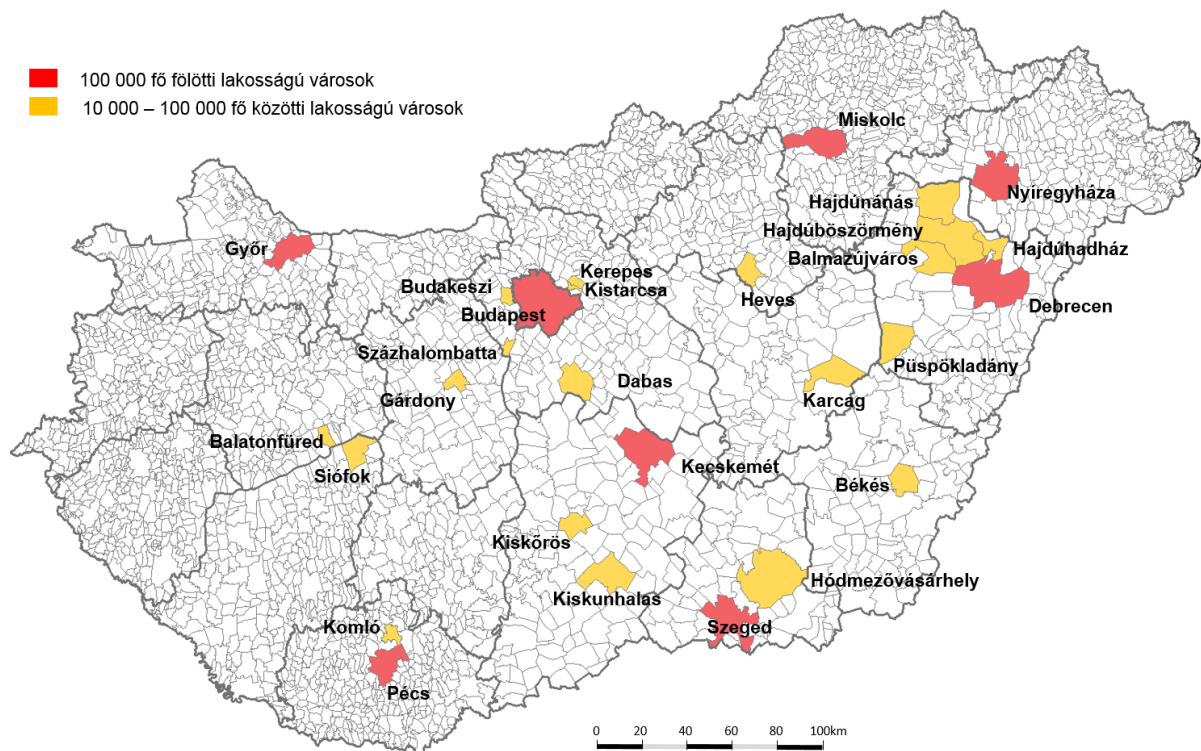 100 000 fő fölötti lakosságú városok
10 000 – 100 000 fő közötti lakosságú városok
Miskolc
Nyíregyháza
Hajdúnánás
Hajdúböszörmény
Győr
Hajdúhadház
Balmazújváros
Kerepes
Budakeszi
Kistarcsa
Heves
Debrecen
Budapest
Százhalombatta
Püspökladány
Dabas
Gárdony
Karcag
Balatonfüred
Kecskemét
Siófok
Békés
Kiskőrös
Hódmezővásárhely
Kiskunhalas
Komló
Szeged
Pécs
0 20 40 60 80 100km